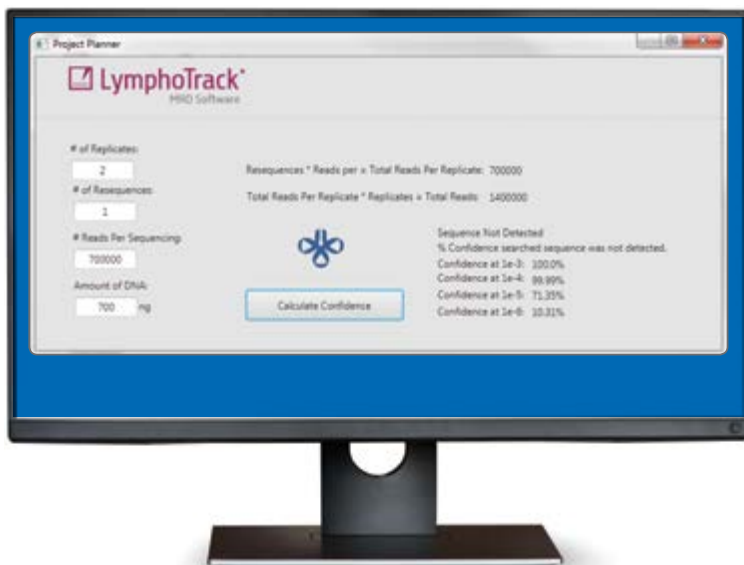 Project Planner
LymphoTrack
MRD Software
# of Replicates:
2
# of Resequences:
1
# Reads Per Sequencing:
700000
Amount of DNA:
700 ng
Resequences * Reads per = Total Reads Per Replicate: 700000
Total Reads Per Replicate * Replicates = Total Reads: 1400000
Calculate Confidence
Sequence Not Detected
% Confidence searched sequence was not detected.
Confidence at 1e-3: 100.0%
Confidence at 1e-4: 99.99%
Confidence at 1e-5: 71.35%
Confidence at 1e-6: 10.31%